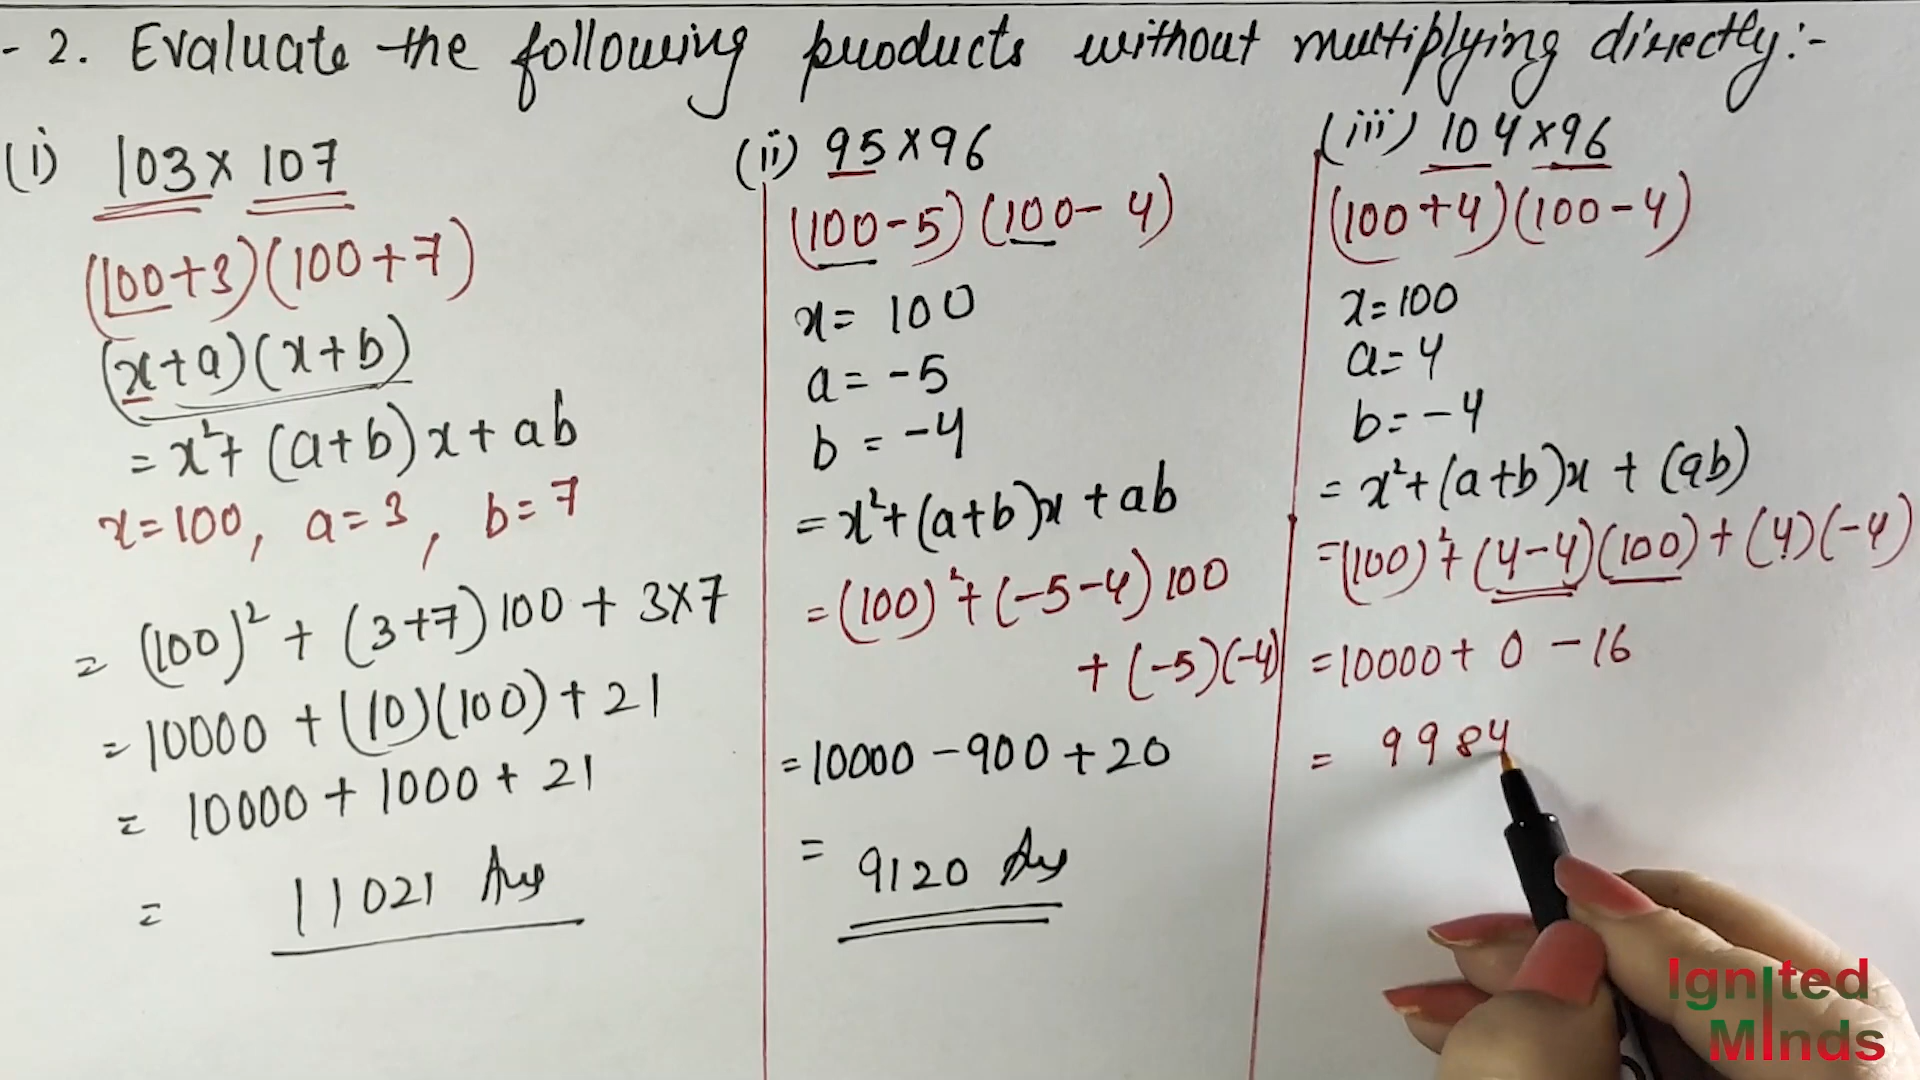 - 2. Evaluate the following products without multiplying directly:-
(i) 103 x 107
(100+3)(100+7)
(x+a)(x+b)
= x²+ (a+b)x + ab
x=100, a=3, b=7
= (100)² + (3+7)100 + 3x7
= 10000 + (10)(100) + 21
= 10000 + 1000 + 21
= 11021 Ans
(ii) 95x96
(100-5)(100-4)
x = 100
a = -5
b = -4
= x²+(a+b)x + ab
= (100)²+(-5-4)100
+ (-5)(-4)
= 10000 - 900 + 20
= 9120 Ans
(iii) 104x96
(100+4)(100-4)
x=100
a=4
b=-4
= x²+(a+b)x + (ab)
=(100)²+(4-4)(100)+(4)(-4)
=10000+ 0 -16
= 9984
Ignited
Minds